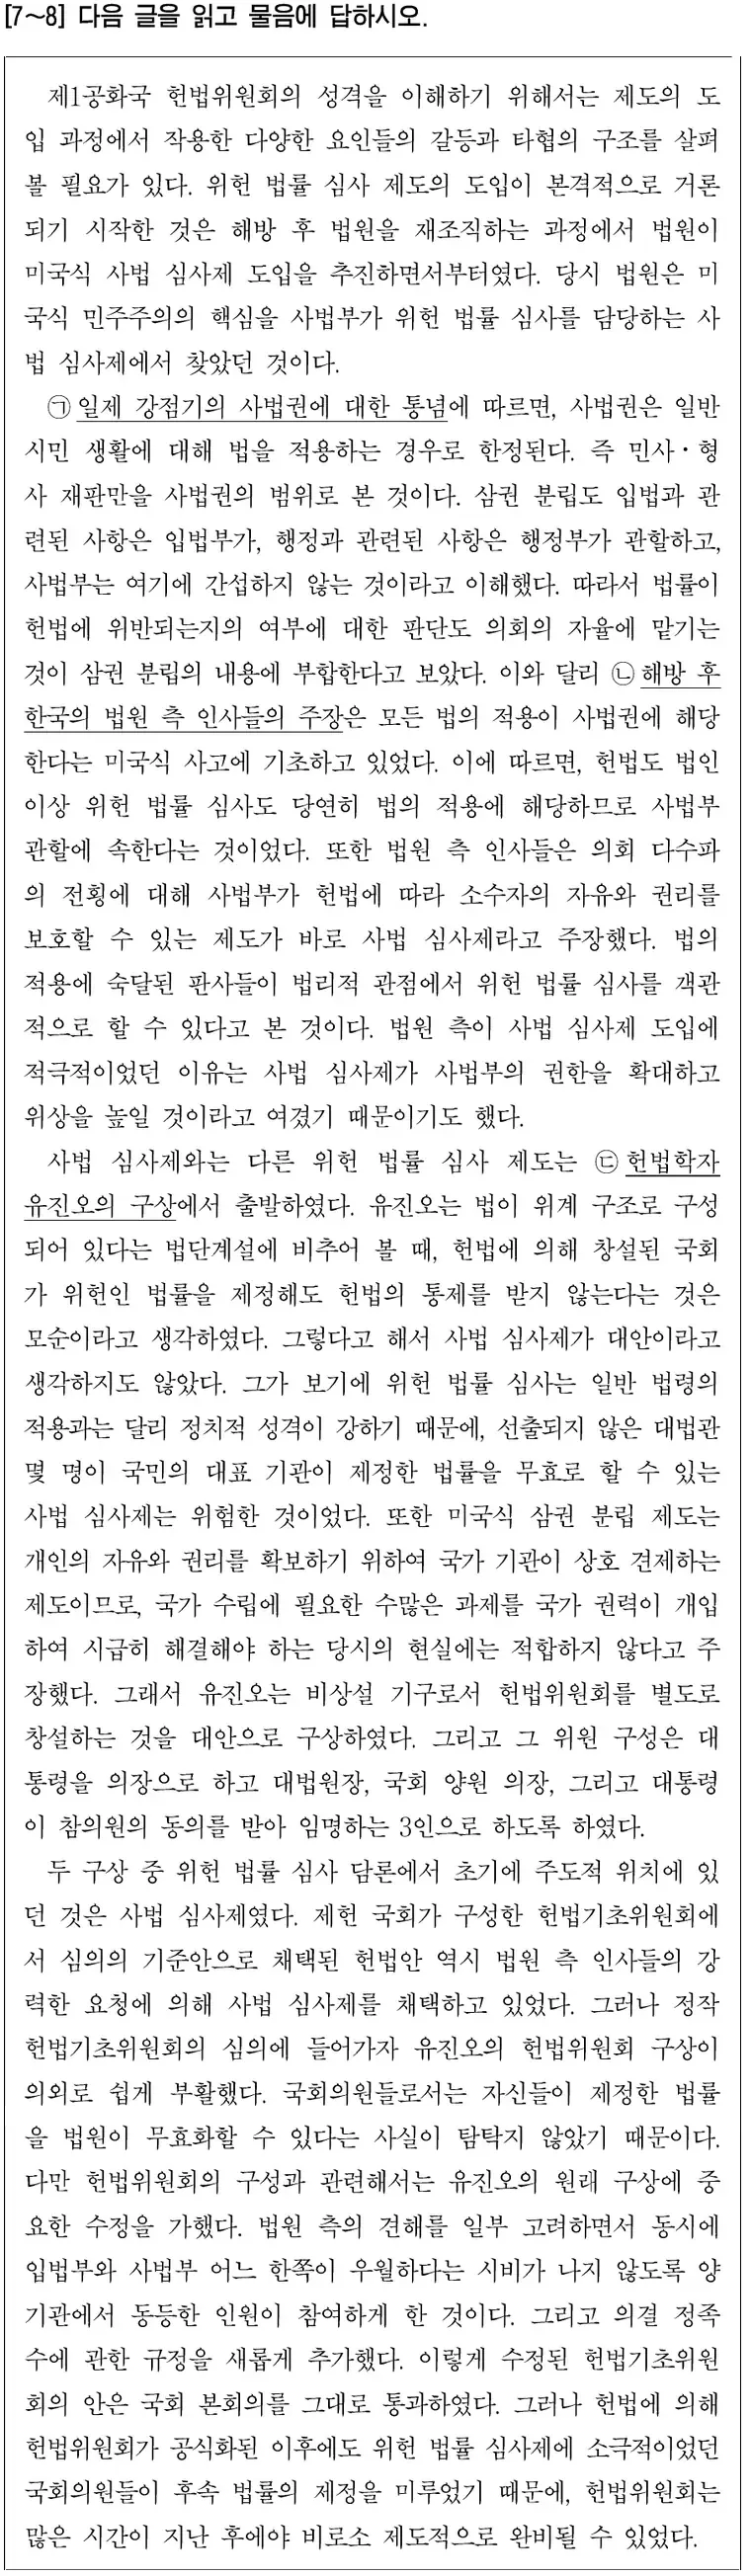 [7~8] 다음 글을 읽고 물음에 답하시오.
제1공화국 헌법위원회의 성격을 이해하기 위해서는 제도의 도
입 과정에서 작용한 다양한 요인들의 갈등과 타협의 구조를 살펴
볼 필요가 있다. 위헌 법률 심사 제도의 도입이 본격적으로 거론
되기 시작한 것은 해방 후 법원을 재조직하는 과정에서 법원이
미국식 사법 심사제 도입을 추진하면서부터였다. 당시 법원은 미
국식 민주주의의 핵심을 사법부가 위헌 법률 심사를 담당하는 사
법 심사제에서 찾았던 것이다.
㉠ 일제 강점기의 사법권에 대한 통념에 따르면, 사법권은 일반
시민 생활에 대해 법을 적용하는 경우로 한정된다. 즉 민사·형
사 재판만을 사법권의 범위로 본 것이다. 삼권 분립도 입법과 관
련된 사항은 입법부가, 행정과 관련된 사항은 행정부가 관할하고,
사법부는 여기에 간섭하지 않는 것이라고 이해했다. 따라서 법률이
헌법에 위반되는지의 여부에 대한 판단도 의회의 자율에 맡기는
것이 삼권 분립의 내용에 부합한다고 보았다. 이와 달리 ㉡ 해방 후
한국의 법원 측 인사들의 주장은 모든 법의 적용이 사법권에 해당
한다는 미국식 사고에 기초하고 있었다. 이에 따르면, 헌법도 법인
이상 위헌 법률 심사도 당연히 법의 적용에 해당하므로 사법부
관할에 속한다는 것이었다. 또한 법원 측 인사들은 의회 다수파
의 전횡에 대해 사법부가 헌법에 따라 소수자의 자유와 권리를
보호할 수 있는 제도가 바로 사법 심사제라고 주장했다. 법의
적용에 숙달된 판사들이 법리적 관점에서 위헌 법률 심사를 객관
적으로 할 수 있다고 본 것이다. 법원 측이 사법 심사제 도입에
적극적이었던 이유는 사법 심사제가 사법부의 권한을 확대하고
위상을 높일 것이라고 여겼기 때문이기도 했다.
사법 심사제와는 다른 위헌 법률 심사 제도는 ㉢ 헌법학자
유진오의 구상에서 출발하였다. 유진오는 법이 위계 구조로 구성
되어 있다는 법단계설에 비추어 볼 때, 헌법에 의해 창설된 국회
가 위헌인 법률을 제정해도 헌법의 통제를 받지 않는다는 것은
모순이라고 생각하였다. 그렇다고 해서 사법 심사제가 대안이라고
생각하지도 않았다. 그가 보기에 위헌 법률 심사는 일반 법령의
적용과는 달리 정치적 성격이 강하기 때문에, 선출되지 않은 대법관
몇 명이 국민의 대표 기관이 제정한 법률을 무효로 할 수 있는
사법 심사제는 위험한 것이었다. 또한 미국식 삼권 분립 제도는
개인의 자유와 권리를 확보하기 위하여 국가 기관이 상호 견제하는
제도이므로, 국가 수립에 필요한 수많은 과제를 국가 권력이 개입
하여 시급히 해결해야 하는 당시의 현실에는 적합하지 않다고 주
장했다. 그래서 유진오는 비상설 기구로서 헌법위원회를 별도로
창설하는 것을 대안으로 구상하였다. 그리고 그 위원 구성은 대
통령을 의장으로 하고 대법원장, 국회 양원 의장, 그리고 대통령
이 참의원의 동의를 받아 임명하는 3인으로 하도록 하였다.
두 구상 중 위헌 법률 심사 담론에서 초기에 주도적 위치에 있
던 것은 사법 심사제였다. 제헌 국회가 구성한 헌법기초위원회에
서 심의의 기준안으로 채택된 헌법안 역시 법원 측 인사들의 강
력한 요청에 의해 사법 심사제를 채택하고 있었다. 그러나 정작
헌법기초위원회의 심의에 들어가자 유진오의 헌법위원회 구상이
의외로 쉽게 부활했다. 국회의원들로서는 자신들이 제정한 법률
을 법원이 무효화할 수 있다는 사실이 탐탁지 않았기 때문이다.
다만 헌법위원회의 구성과 관련해서는 유진오의 원래 구상에 중
요한 수정을 가했다. 법원 측의 견해를 일부 고려하면서 동시에
입법부와 사법부 어느 한쪽이 우월하다는 시비가 나지 않도록 양
기관에서 동등한 인원이 참여하게 한 것이다. 그리고 의결 정족
수에 관한 규정을 새롭게 추가했다. 이렇게 수정된 헌법기초위원
회의 안은 국회 본회의를 그대로 통과하였다. 그러나 헌법에 의해
헌법위원회가 공식화된 이후에도 위헌 법률 심사제에 소극적이었던
국회의원들이 후속 법률의 제정을 미루었기 때문에, 헌법위원회는
많은 시간이 지난 후에야 비로소 제도적으로 완비될 수 있었다.